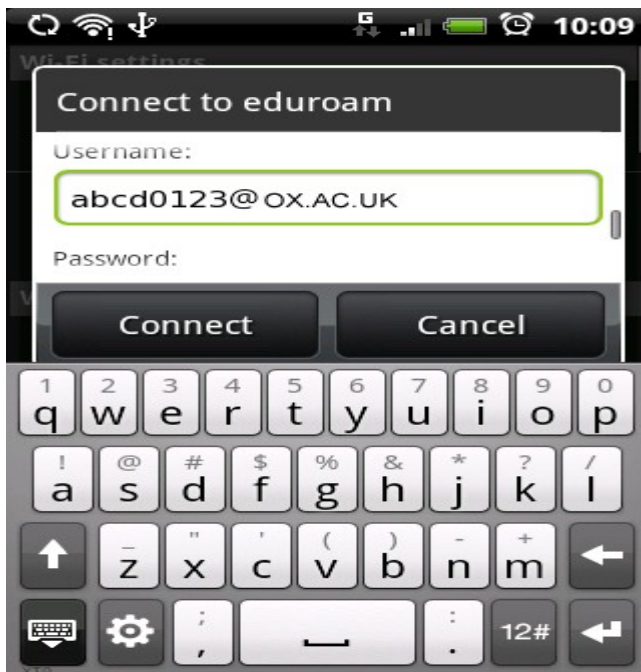 G 10:09
Wi-Fi settings
Connect to eduroam
Username:
abcd0123@OX.AC.UK
Password:
Connect Cancel
1 2 3 4 5 6 7 8 9 0
q w e r t y u i o p
! @ # $ % & * ? /
a s d f g h j k l
_ " ' ( ) - +
z x c v b n m
; :
, . 12#
XT9